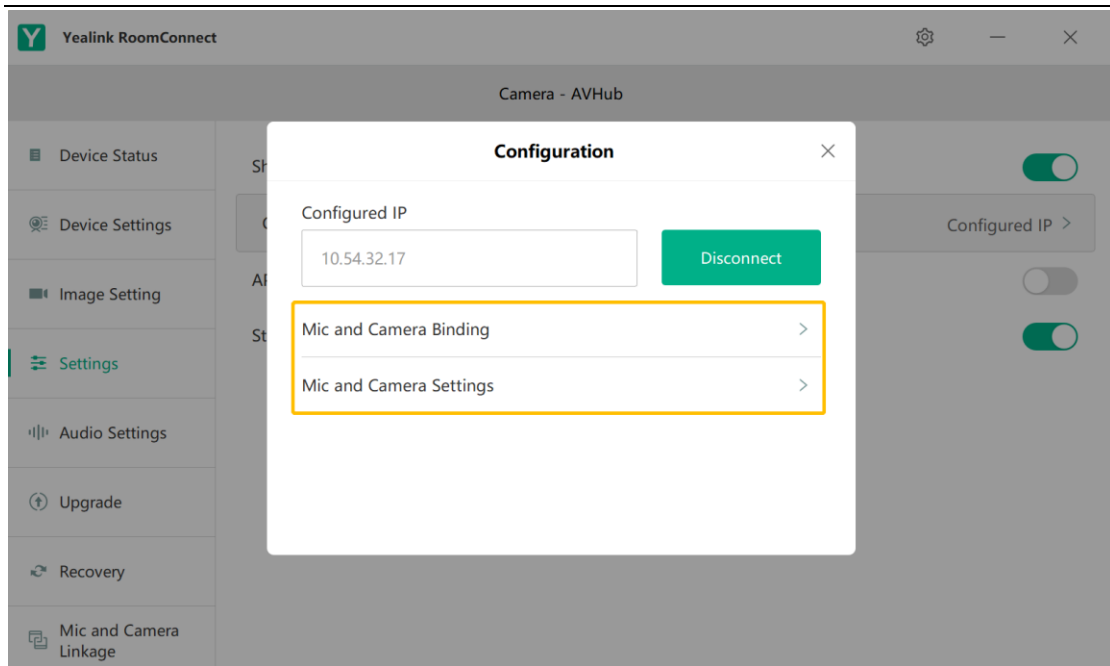 Yealink RoomConnect
Camera - AVHub
Device Status
Device Settings
Image Setting
Settings
Audio Settings
Upgrade
Recovery
Mic and Camera
Linkage
Configured IP
Configuration
Configured IP
10.54.32.17
Disconnect
Mic and Camera Binding
Mic and Camera Settings